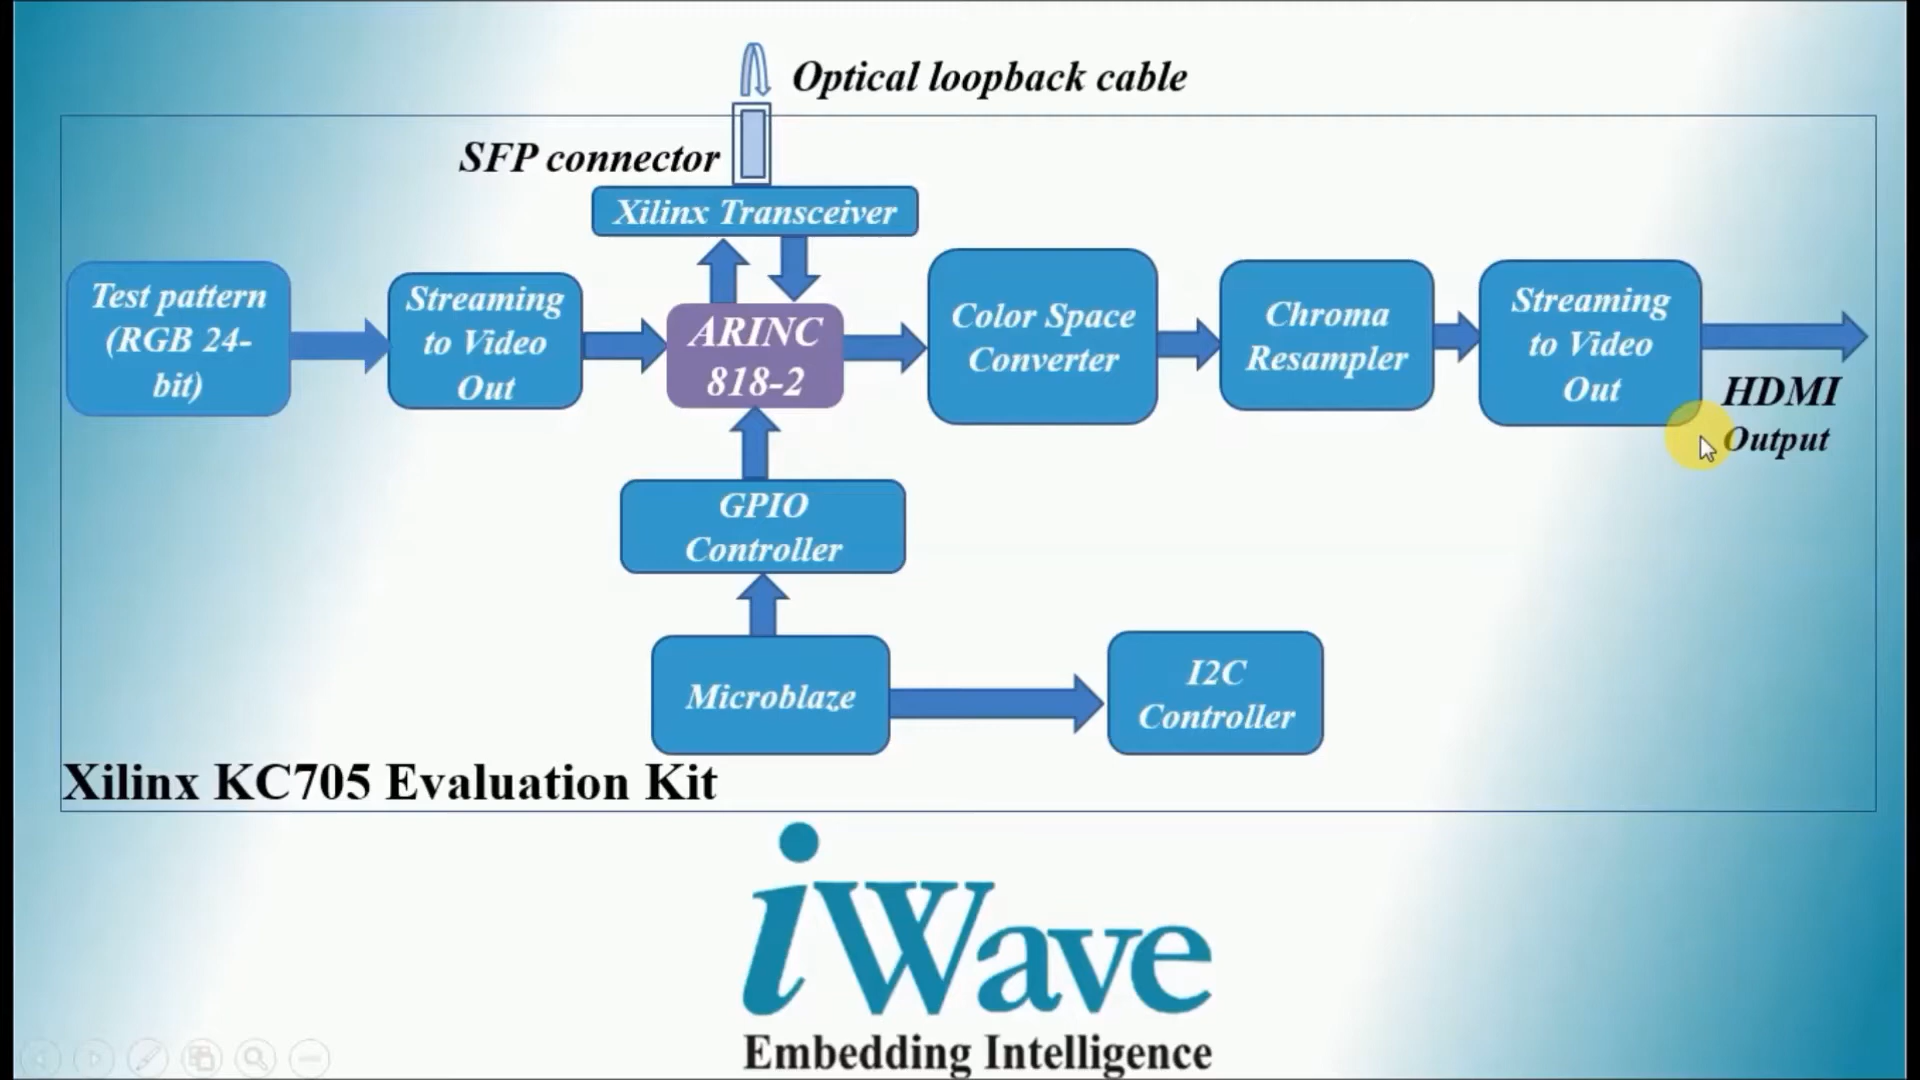 Optical loopback cable
SFP connector
Xilinx Transceiver
Test pattern
(RGB 24-
bit)
Streaming
to Video
Out
ARINC
818-2
Color Space
Converter
Chroma
Resampler
Streaming
to Video
Out
HDMI
Output
GPIO
Controller
Microblaze
I2C
Controller
Xilinx KC705 Evaluation Kit
iWave
Embedding Intelligence